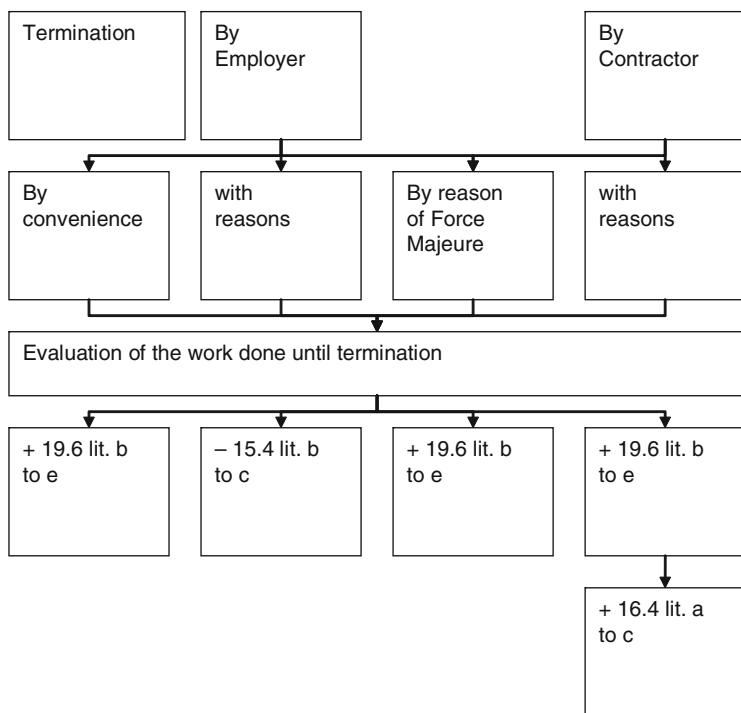 Termination
By
Employer
By
Contractor
By
convenience
with
reasons
By reason
of Force
Majeure
with
reasons
Evaluation of the work done until termination
+ 19.6 lit. b
to e
– 15.4 lit. b
to c
+ 19.6 lit. b
to e
+ 19.6 lit. b
to e
+ 16.4 lit. a
to c